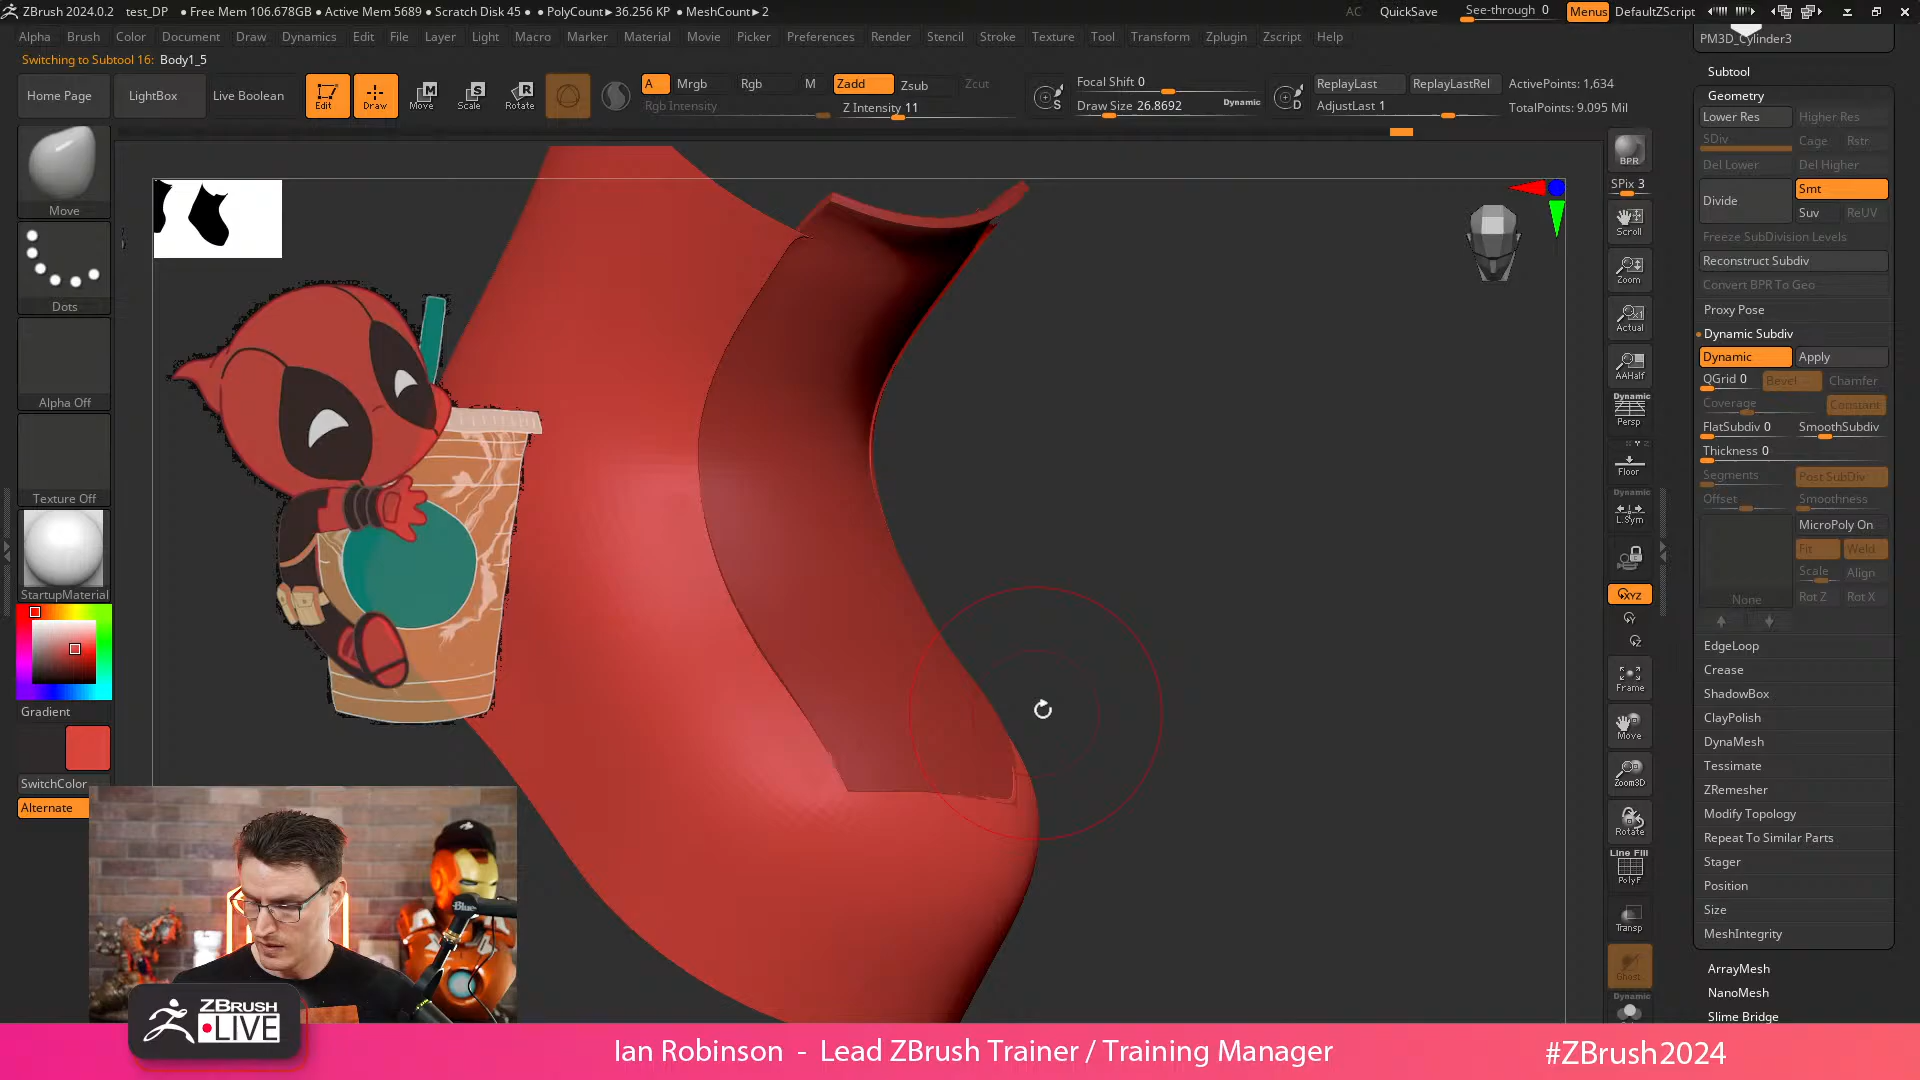 ZBrush 2024.0.2 test_DP ● Free Mem 106.678GB ● Active Mem 5689 ● Scratch Disk 45 ● ● PolyCount► 36.256 KP ● MeshCount► 2
AC QuickSave See-through 0 Menus DefaultZScript
Alpha Brush Color Document Draw Dynamics Edit File Layer Light Macro Marker Material Movie Picker Preferences Render Stencil Stroke Texture Tool Transform Zplugin Zscript Help
PM3D_Cylinder3
Switching to Subtool 16: Body1_5
Home Page LightBox Live Boolean Edit Draw Move Scale Rotate
A Mrgb Rgb M Zadd Zsub Zcut
Rgb Intensity Z Intensity 11
Focal Shift 0
Draw Size 26.8692 Dynamic
ReplayLast ReplayLastRel ActivePoints: 1,634
AdjustLast 1 TotalPoints: 9.095 Mil
Move
Dots
Alpha Off
Texture Off
StartupMaterial
Gradient
SwitchColor
Alternate
BPR
SPix 3
Scroll
Zoom
Actual
AAHalf
Dynamic
Persp
Floor
Dynamic
L.Sym
XYZ
Frame
Move
Zoom3D
Rotate
Line Fill
PolyF
Transp
Ghost
Dynamic
Subtool
Geometry
Lower Res Higher Res
SDiv Cage Rstr
Del Lower Del Higher
Divide Smt
Suv ReUV
Freeze SubDivision Levels
Reconstruct Subdiv
Convert BPR To Geo
Proxy Pose
Dynamic Subdiv
Dynamic Apply
QGrid 0 Bevel Chamfer
Coverage Constant
FlatSubdiv 0 SmoothSubdiv
Thickness 0
Segments Post SubDiv
Offset Smoothness
MicroPoly On
Fit Weld
Scale Align
None Rot Z Rot X
EdgeLoop
Crease
ShadowBox
ClayPolish
DynaMesh
Tessimate
ZRemesher
Modify Topology
Repeat To Similar Parts
Stager
Position
Size
MeshIntegrity
ArrayMesh
NanoMesh
Slime Bridge
Blue
ZBRUSH
LIVE
Ian Robinson - Lead ZBrush Trainer / Training Manager
#ZBrush2024